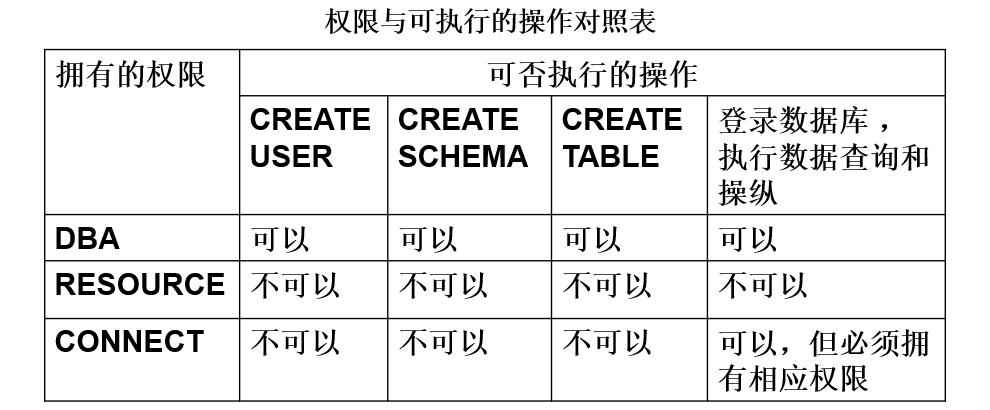 权限与可执行的操作对照表
拥有的权限 可否执行的操作
CREATE USER CREATE SCHEMA CREATE TABLE 登录数据库，执行数据查询和操纵
DBA 可以 可以 可以 可以
RESOURCE 不可以 不可以 不可以 不可以
CONNECT 不可以 不可以 不可以 可以，但必须拥有相应权限